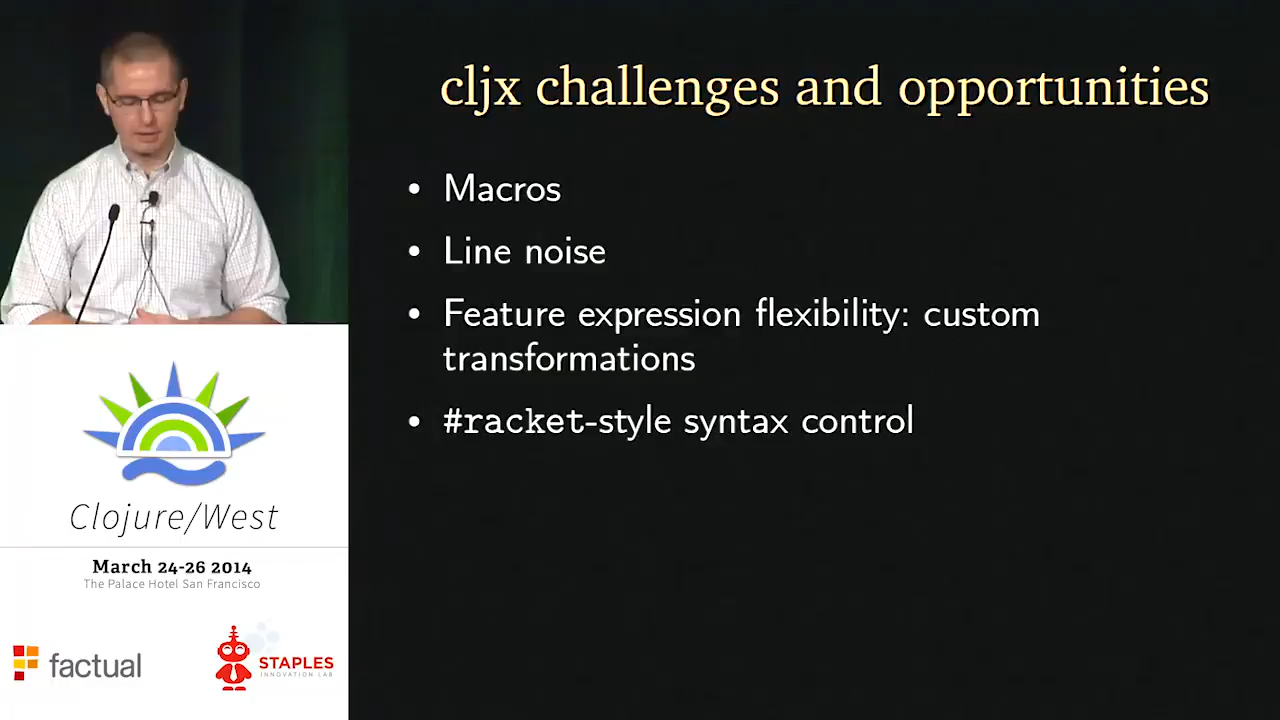 cljx challenges and opportunities
• Macros
• Line noise
• Feature expression flexibility: custom
transformations
• #racket-style syntax control
Clojure/West
March 24-26 2014
The Palace Hotel San Francisco
factual
STAPLES
INNOVATION LAB